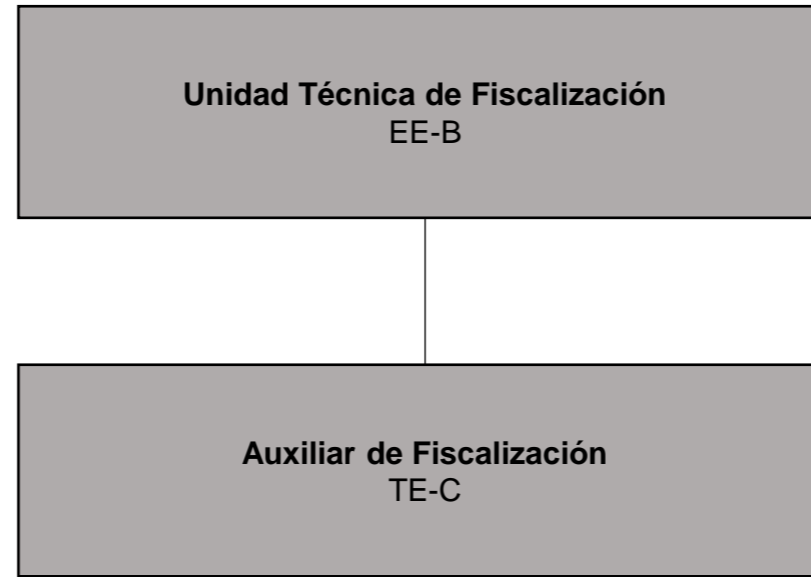 Unidad Técnica de Fiscalización
EE-B
Auxiliar de Fiscalización
TE-C